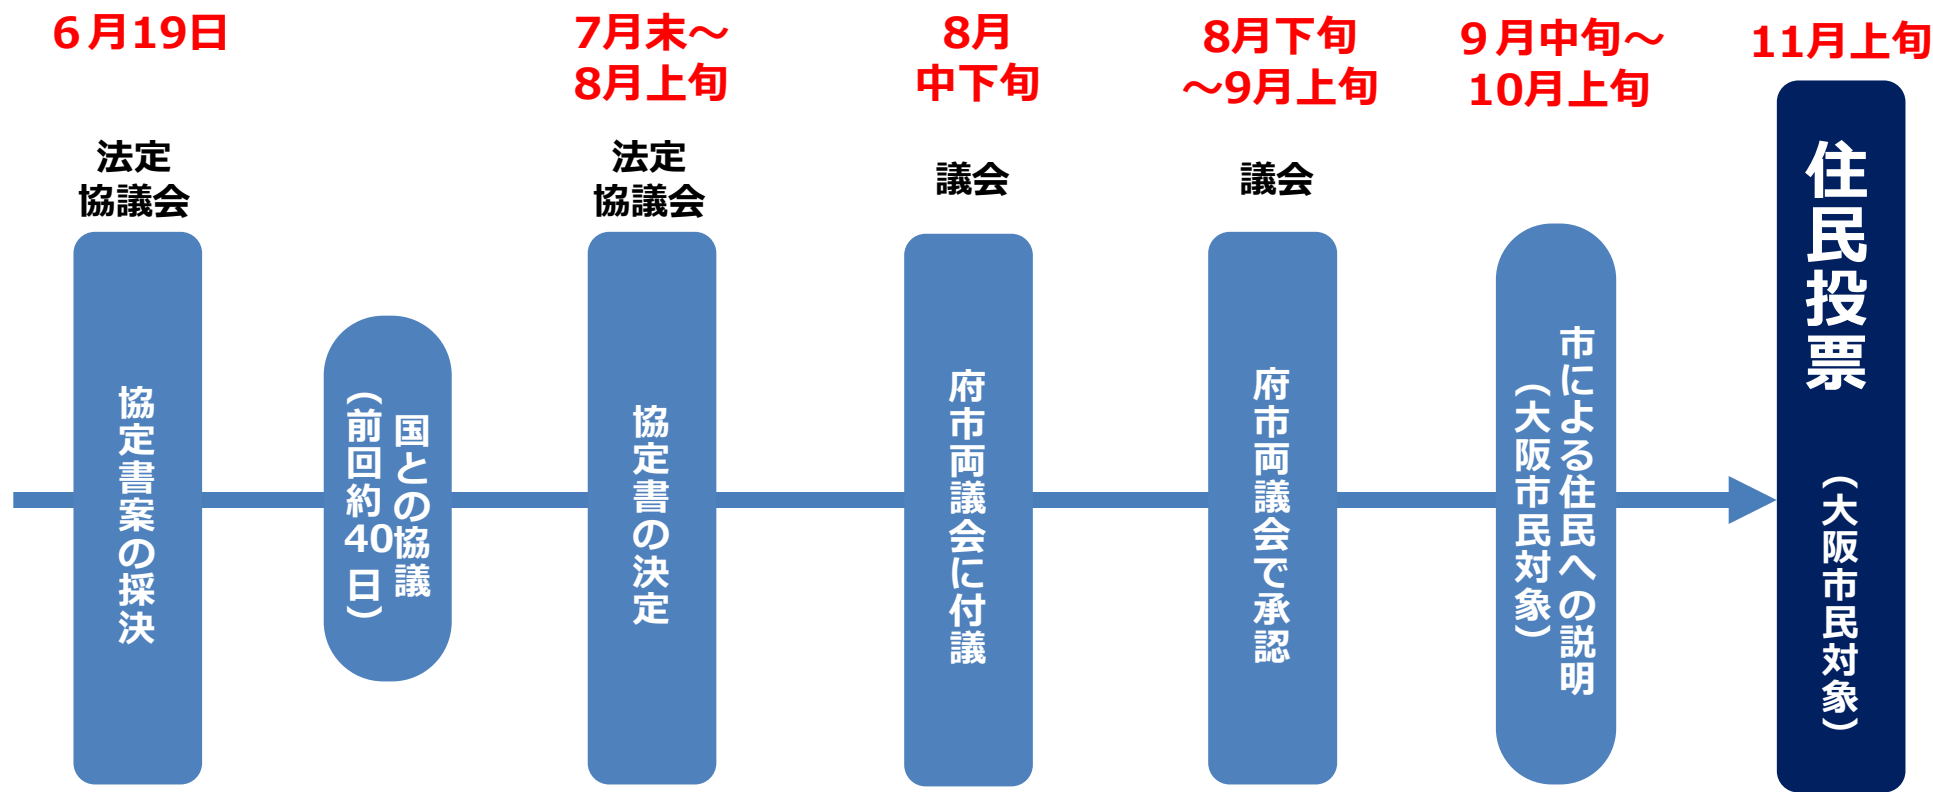 ６月19日
法定
協議会
協定書案の採決
国との協議
（前回約40日）
7月末～
8月上旬
法定
協議会
協定書の決定
8月
中下旬
議会
府市両議会に付議
8月下旬
～9月上旬
議会
府市両議会で承認
９月中旬～
10月上旬
市による住民への説明
（大阪市民対象）
11月上旬
住民投票
（大阪市民対象）